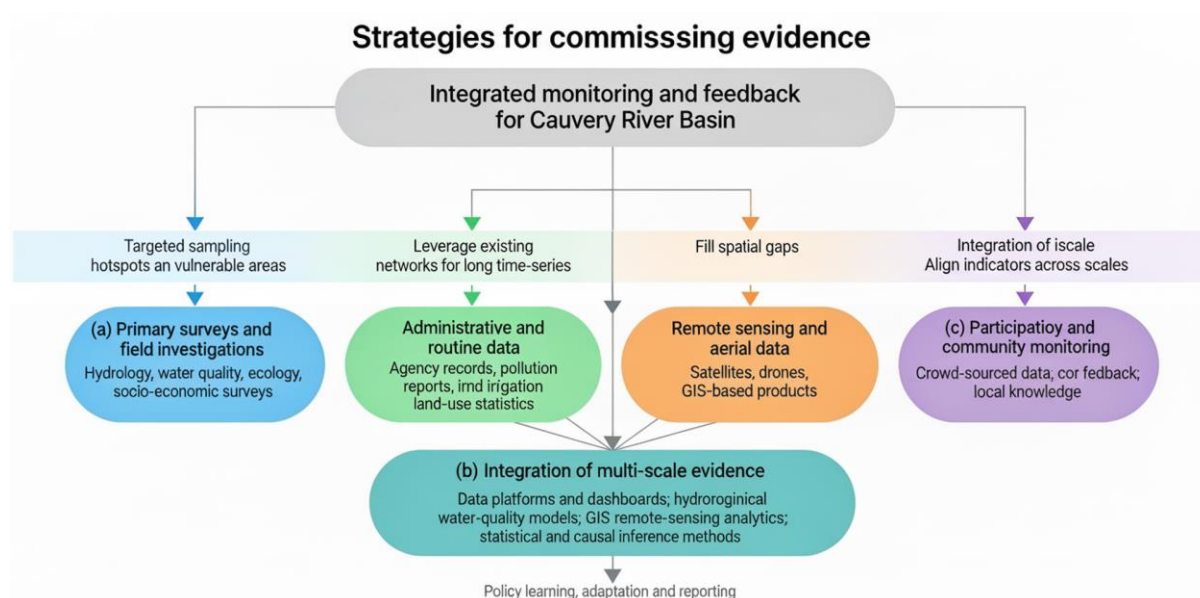 Strategies for commisssing evidence
Integrated monitoring and feedback
for Cauvery River Basin
Targeted sampling
hotspots an vulnerable areas
Leverage existing
networks for long time-series
Fill spatial gaps
Integration of iscale
Align indicators across scales
(a) Primary surveys and
field investigations
Hydrology, water quality, ecology,
socio-economic surveys
Administrative and
routine data
Agency records, pollution
reports, imd irigation
land-use statistics
Remote sensing and
aerial data
Satellites, drones,
GIS-based products
(c) Participatioy and
community monitoring
Crowd-sourced data; cor fedback;
local knowledge
(b) Integration of multi-scale evidence
Data platforms and dashboards; hydroroginical
water-quality models; GIS remote-sensing analytics;
statistical and causal inference methods
Policy learning, adaptation and reporting